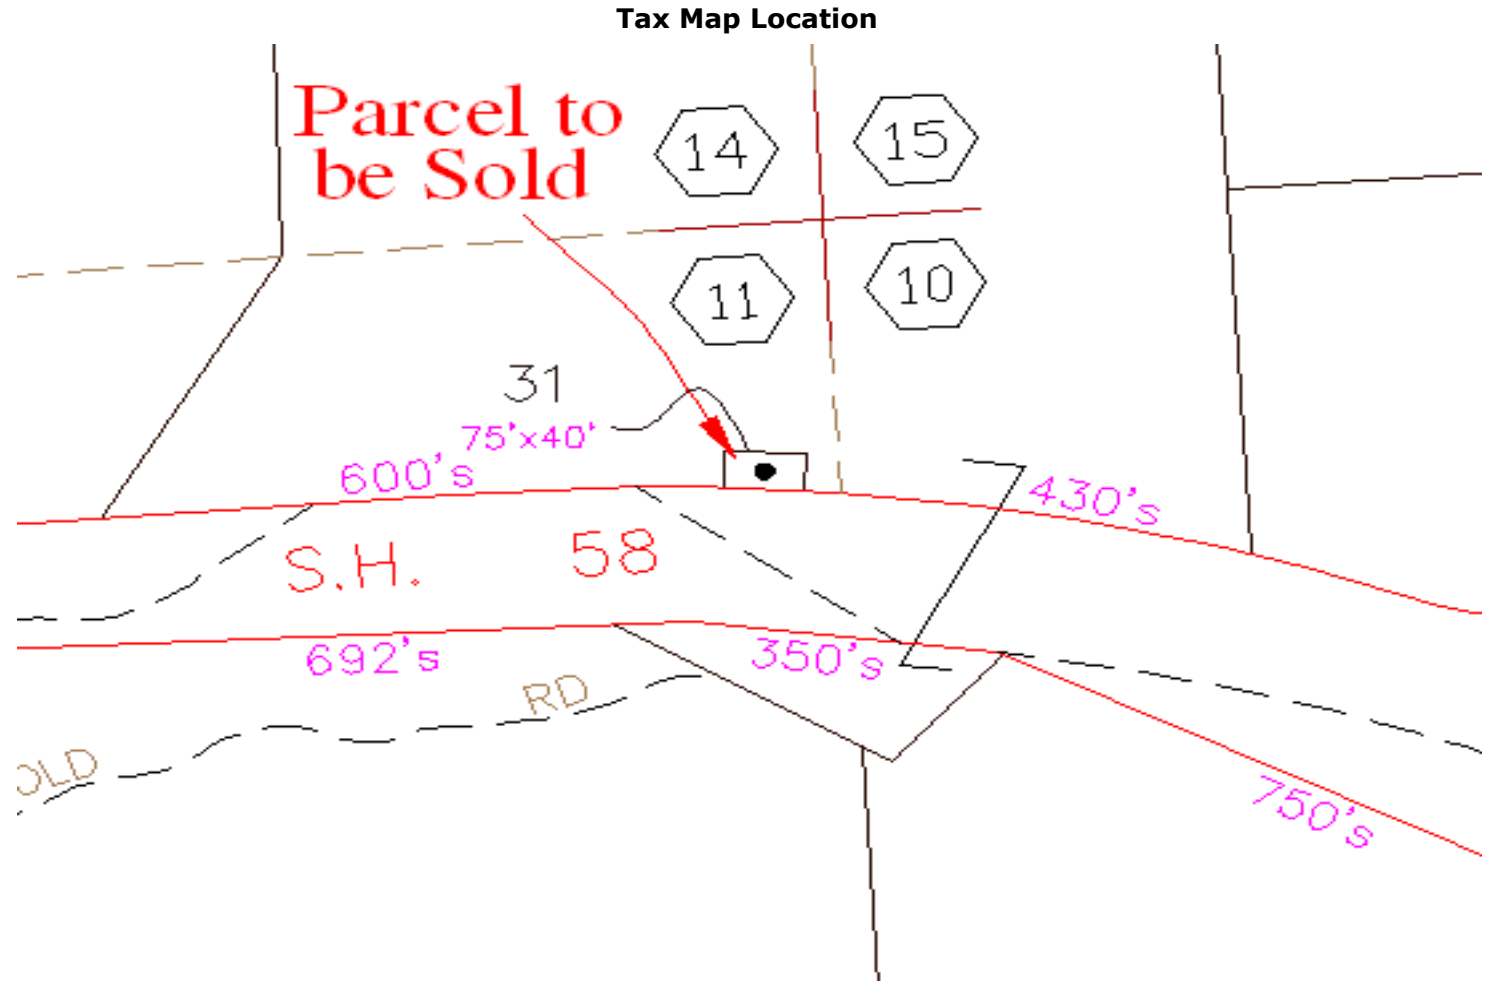 Tax Map Location
Parcel to
be Sold
14
15
11
10
31
75'x40'
600's
430's
S.H. 58
692's
350's
OLD RD
750's